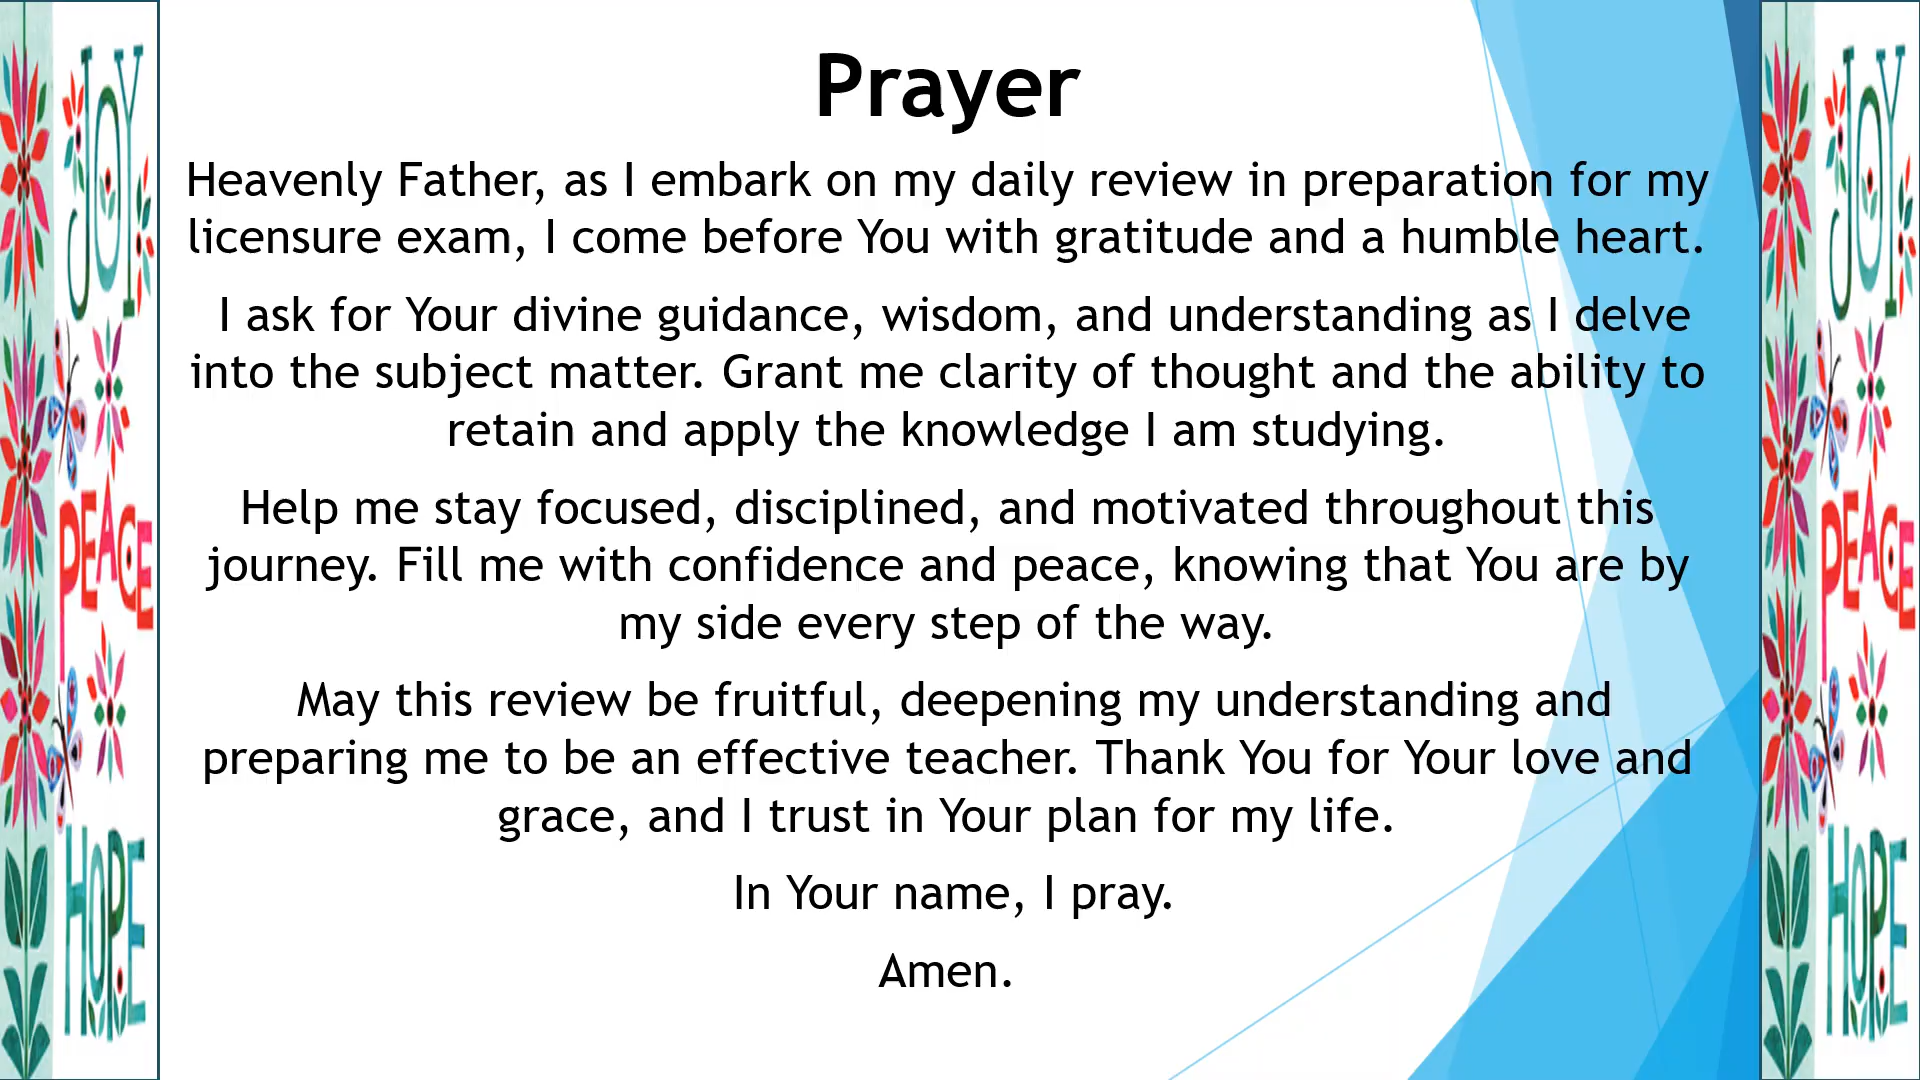 Prayer
Heavenly Father, as I embark on my daily review in preparation for my
licensure exam, I come before You with gratitude and a humble heart.
I ask for Your divine guidance, wisdom, and understanding as I delve
into the subject matter. Grant me clarity of thought and the ability to
retain and apply the knowledge I am studying.
Help me stay focused, disciplined, and motivated throughout this
journey. Fill me with confidence and peace, knowing that You are by
my side every step of the way.
May this review be fruitful, deepening my understanding and
preparing me to be an effective teacher. Thank You for Your love and
grace, and I trust in Your plan for my life.
In Your name, I pray.
Amen.
JOY
PEACE
HOPE
JOY
PEACE
HOPE